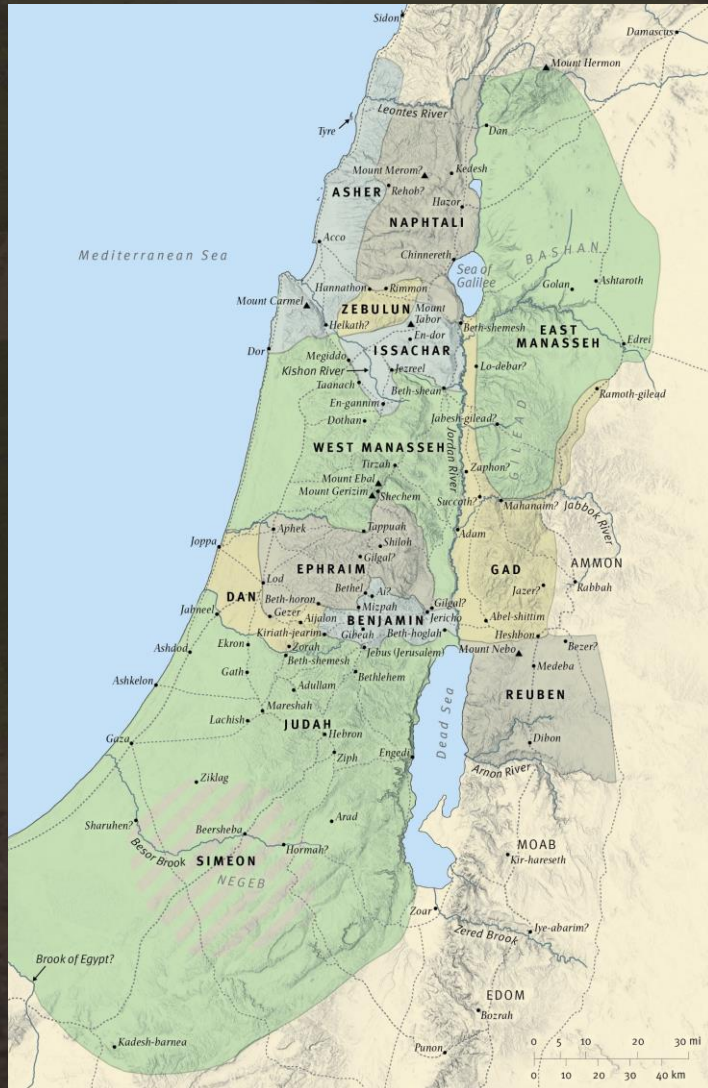 Sidon
Damascus
Mount Hermon
Leontes River
Tyre
Dan
Mount Merom?
Kedesh
ASHER
Rehob?
Hazor
NAPHTALI
Acco
Mediterranean Sea
BASHAN
Chinnereth
Sea of
Galilee
Ashtaroth
Golan
Hannathon
Rimmon
Mount Carmel
ZEBULUN
Mount
Tabor
Helkath?
Beth-shemesh
EAST
MANASSEH
En-dor
Edrei
Dor
ISSACHAR
Megiddo
Kishon River
Jezreel
Lo-debar?
Taanach
Beth-shean
Ramoth-gilead
En-gannim
GILEAD
Dothan
Jabesh-gilead?
Jordan River
WEST MANASSEH
Tirzah
Zaphon?
Mount Ebal
Mount Gerizim
Shechem
Succoth?
Mahanaim?
Jabbok
River
Joppa
Aphek
Tappuah
Adam
Shiloh
EPHRAIM
Gilgal?
GAD
AMMON
Lod
DAN
Bethel
Ai?
Jazer?
Rabbah
Beth-horon
Mizpah
Gilgal?
Jabneel
Gezer
BENJAMIN
Jericho
Abel-shittim
Aijalon
Kiriath-jearim
Gibeah
Beth-hoglah
Heshbon
Bezer?
Ekron
Zorah
Jebus (Jerusalem)
Mount Nebo
Ashdod
Beth-shemesh
Medeba
Gath
Bethlehem
Ashkelon
Adullam
REUBEN
Mareshah
Lachish
JUDAH
Dead Sea
Hebron
Gaza
Dibon
Ziph
Engedi
Arnon River
Ziklag
Sharuhen?
Beersheba
Arad
Besor Brook
Hormah?
MOAB
SIMEON
Kir-hareseth
NEGEB
Zoar
Iye-abarim?
Zered Brook
Brook of Egypt?
EDOM
Bozrah
Kadesh-barnea
Punon
0 5 10 20 30 mi
0 10 20 30 40 km